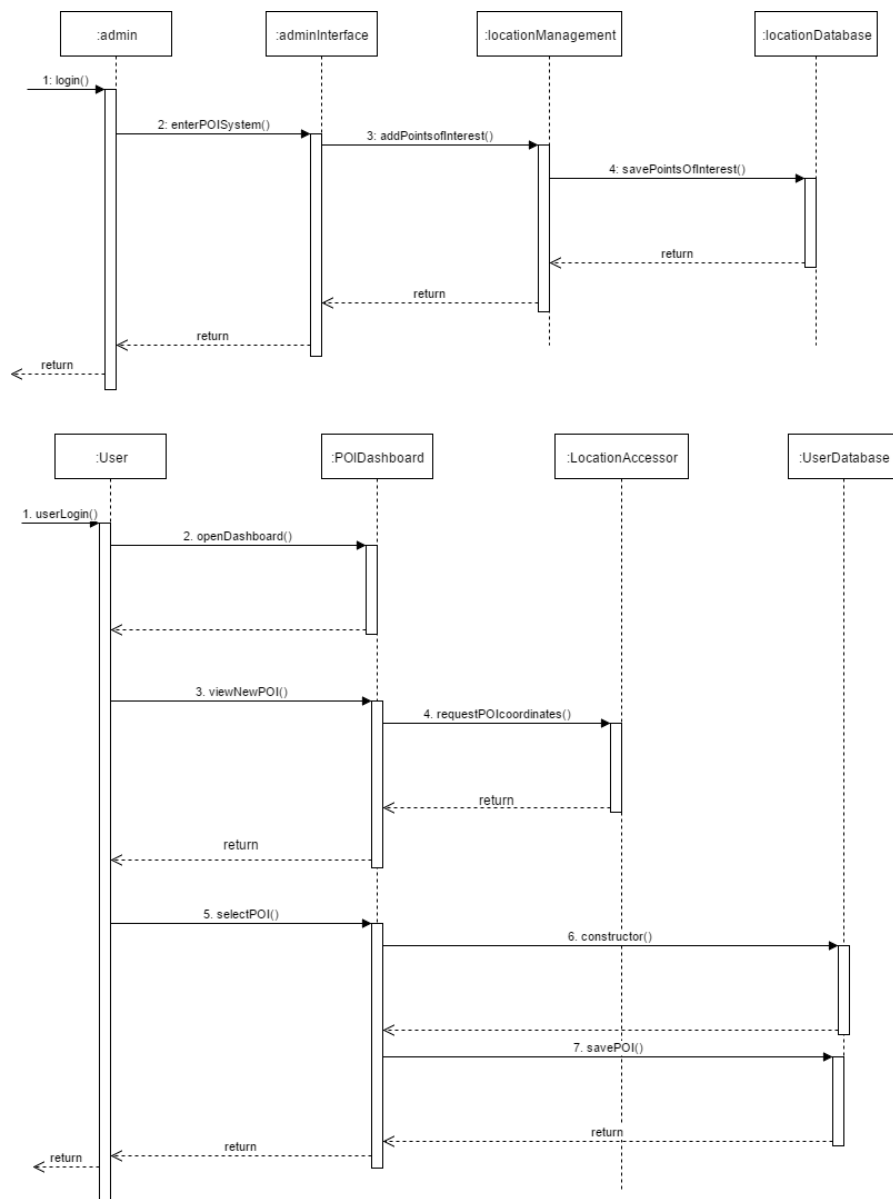 :admin
:adminInterface
:locationManagement
:locationDatabase
1: login()
2: enterPOISystem()
3: addPointsofInterest()
4: savePointsOfInterest()
return
return
return
return
:User
:POIDashboard
:LocationAccessor
:UserDatabase
1. userLogin()
2. openDashboard()
3. viewNewPOI()
4. requestPOIcoordinates()
return
return
5. selectPOI()
6. constructor()
7. savePOI()
return
return
return